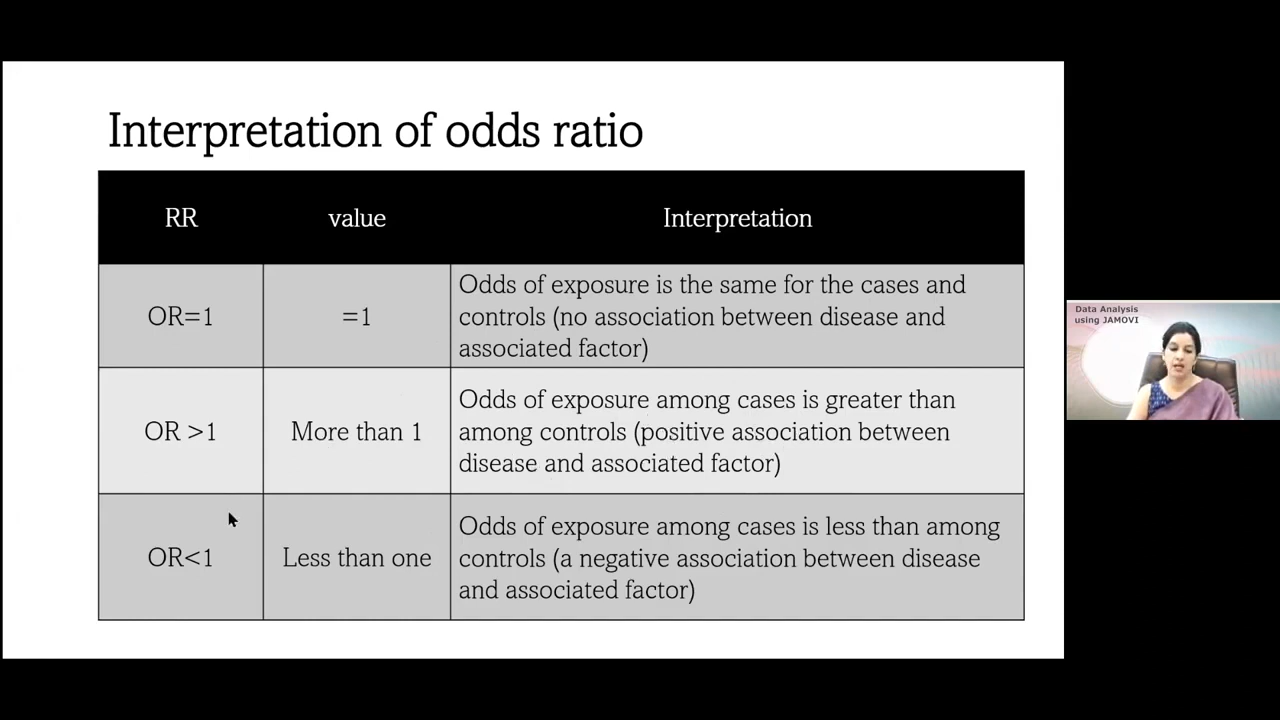 Interpretation of odds ratio
RR
value
Interpretation
OR=1
=1
Odds of exposure is the same for the cases and
controls (no association between disease and
associated factor)
OR >1
More than 1
Odds of exposure among cases is greater than
among controls (positive association between
disease and associated factor)
OR<1
Less than one
Odds of exposure among cases is less than among
controls (a negative association between disease
and associated factor)
Data Analysis
using JAMOVI